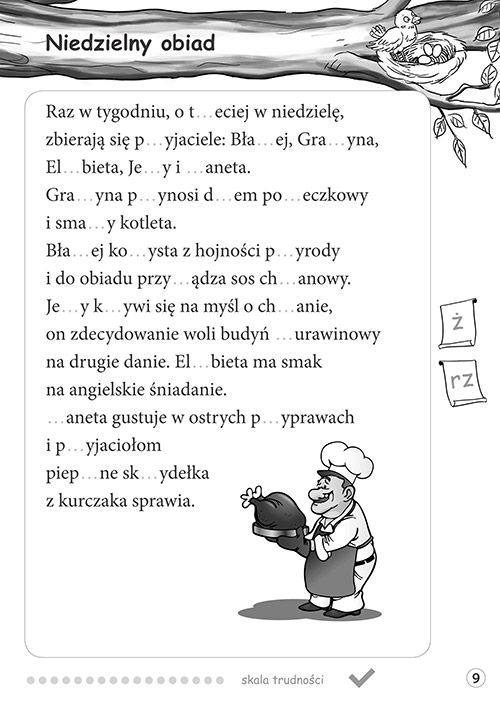 Niedzielny obiad
Raz w tygodniu, o t...eciej w niedzielę,
zbierają się p...yjaciele: Bła...ej, Gra...yna,
El...bieta, Je...y i ...aneta.
Gra...yna p...ynosi d...em po...eczkowy
i sma...y kotleta.
Bła...ej ko...ysta z hojności p...yrody
i do obiadu przy...ądza sos ch...anowy.
Je...y k...ywi się na myśl o ch...anie,
on zdecydowanie woli budyń ...urawinowy
na drugie danie. El...bieta ma smak
na angielskie śniadanie.
...aneta gustuje w ostrych p...yprawach
i p...yjaciołom
piep...ne sk...ydełka
z kurczaka sprawia.
ż
rz
skala trudności
9